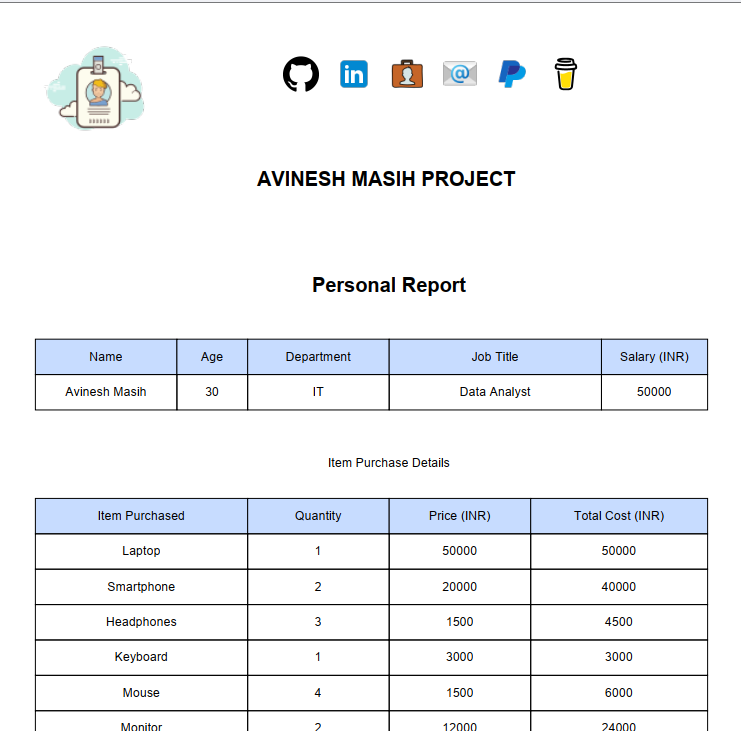 in
@
AVINESH MASIH PROJECT
Personal Report
Name Age Department Job Title Salary (INR)
Avinesh Masih 30 IT Data Analyst 50000
Item Purchase Details
Item Purchased Quantity Price (INR) Total Cost (INR)
Laptop 1 50000 50000
Smartphone 2 20000 40000
Headphones 3 1500 4500
Keyboard 1 3000 3000
Mouse 4 1500 6000
Monitor 2 12000 24000